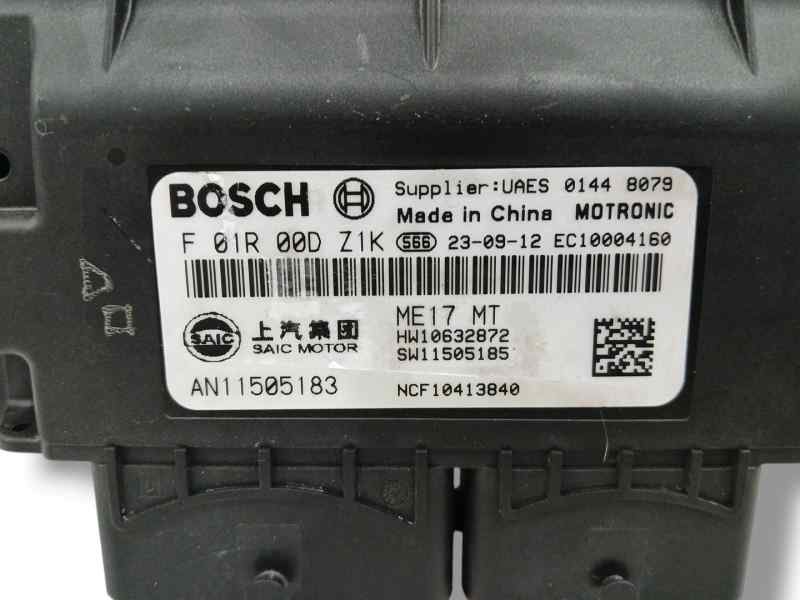 BOSCH Supplier:UAES 0144 8079
Made in China MOTRONIC
F 01R 00D Z1K 566 23-09-12 EC10004160
ME17 MT
SAIC 上汽集团 HW10632872
SAIC MOTOR SW11505185
AN11505183 NCF10413840